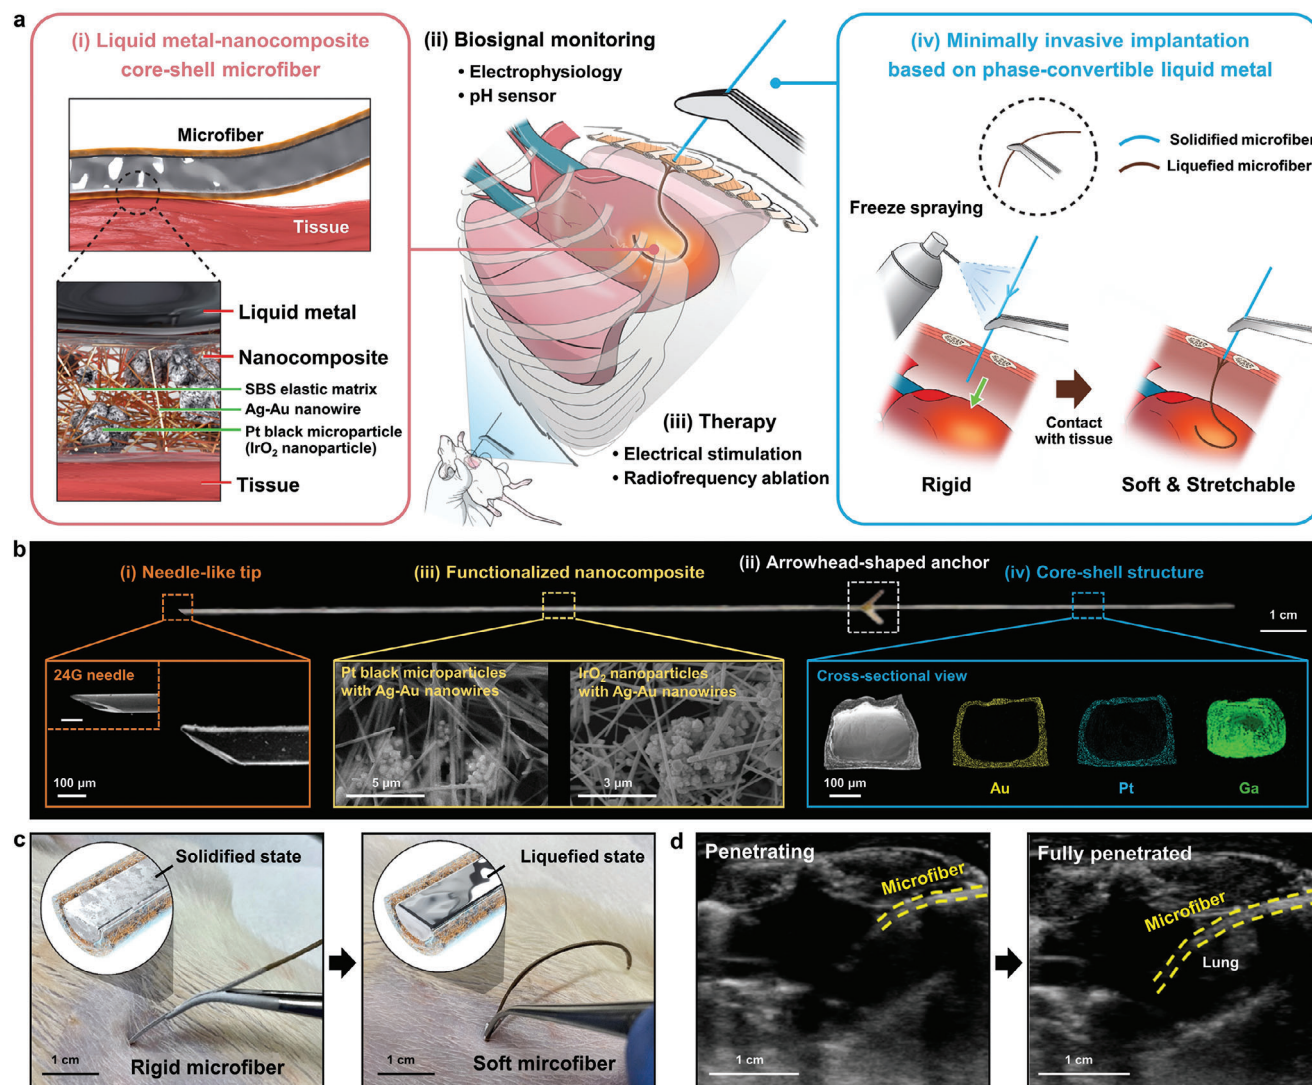 a
(i) Liquid metal-nanocomposite
core-shell microfiber
Microfiber
Tissue
Liquid metal
Nanocomposite
SBS elastic matrix
Ag-Au nanowire
Pt black microparticle
(IrO₂ nanoparticle)
Tissue
(ii) Biosignal monitoring
• Electrophysiology
• pH sensor
(iii) Therapy
• Electrical stimulation
• Radiofrequency ablation
(iv) Minimally invasive implantation
based on phase-convertible liquid metal
Solidified microfiber
Liquefied microfiber
Freeze spraying
Contact
with tissue
Rigid
Soft & Stretchable
b
(i) Needle-like tip
(iii) Functionalized nanocomposite
(ii) Arrowhead-shaped anchor
(iv) Core-shell structure
1 cm
24G needle
100 µm
Pt black microparticles
with Ag-Au nanowires
5 µm
IrO₂ nanoparticles
with Ag-Au nanowires
3 µm
Cross-sectional view
100 µm
Au
Pt
Ga
c
Solidified state
1 cm
Rigid microfiber
Liquefied state
1 cm
Soft mircofiber
d
Penetrating
Microfiber
1 cm
Fully penetrated
Microfiber
Lung
1 cm